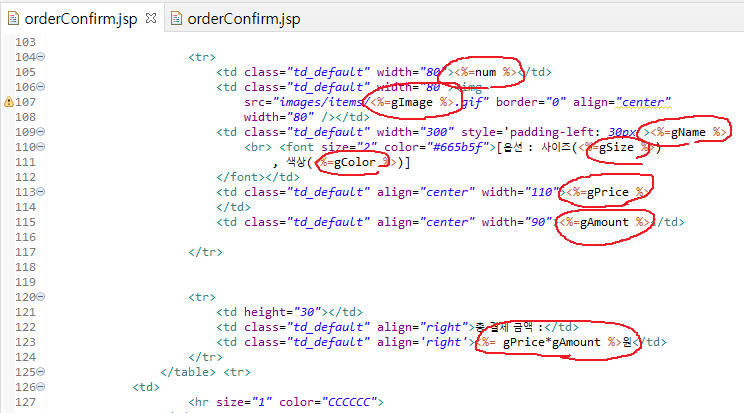 orderConfirm.jsp orderConfirm.jsp
103
104 <tr>
105 <td class="td_default" width="80"><%=num %></td>
106 <td class="td_default" width="80"><img
107 src="images/items/<%=gImage %>.gif" border="0" align="center"
108 width="80" /></td>
109 <td class="td_default" width="300" style='padding-left: 30px'><%=gName %>
110 <br> <font size="2" color="#665b5f">[옵션 : 사이즈(<%=gSize %>)
111 , 색상(<%=gColor %>)]
112 </font></td>
113 <td class="td_default" align="center" width="110"><%=gPrice %>
114 </td>
115 <td class="td_default" align="center" width="90"><%=gAmount %></td>
116
117 </tr>
118
119
120 <tr>
121 <td height="30"></td>
122 <td class="td_default" align="right">총 결제 금액 :</td>
123 <td class="td_default" align='right'><%= gPrice*gAmount %>원</td>
124 </tr>
125 </table> <tr>
126 <td>
127 <hr size="1" color="CCCCCC">